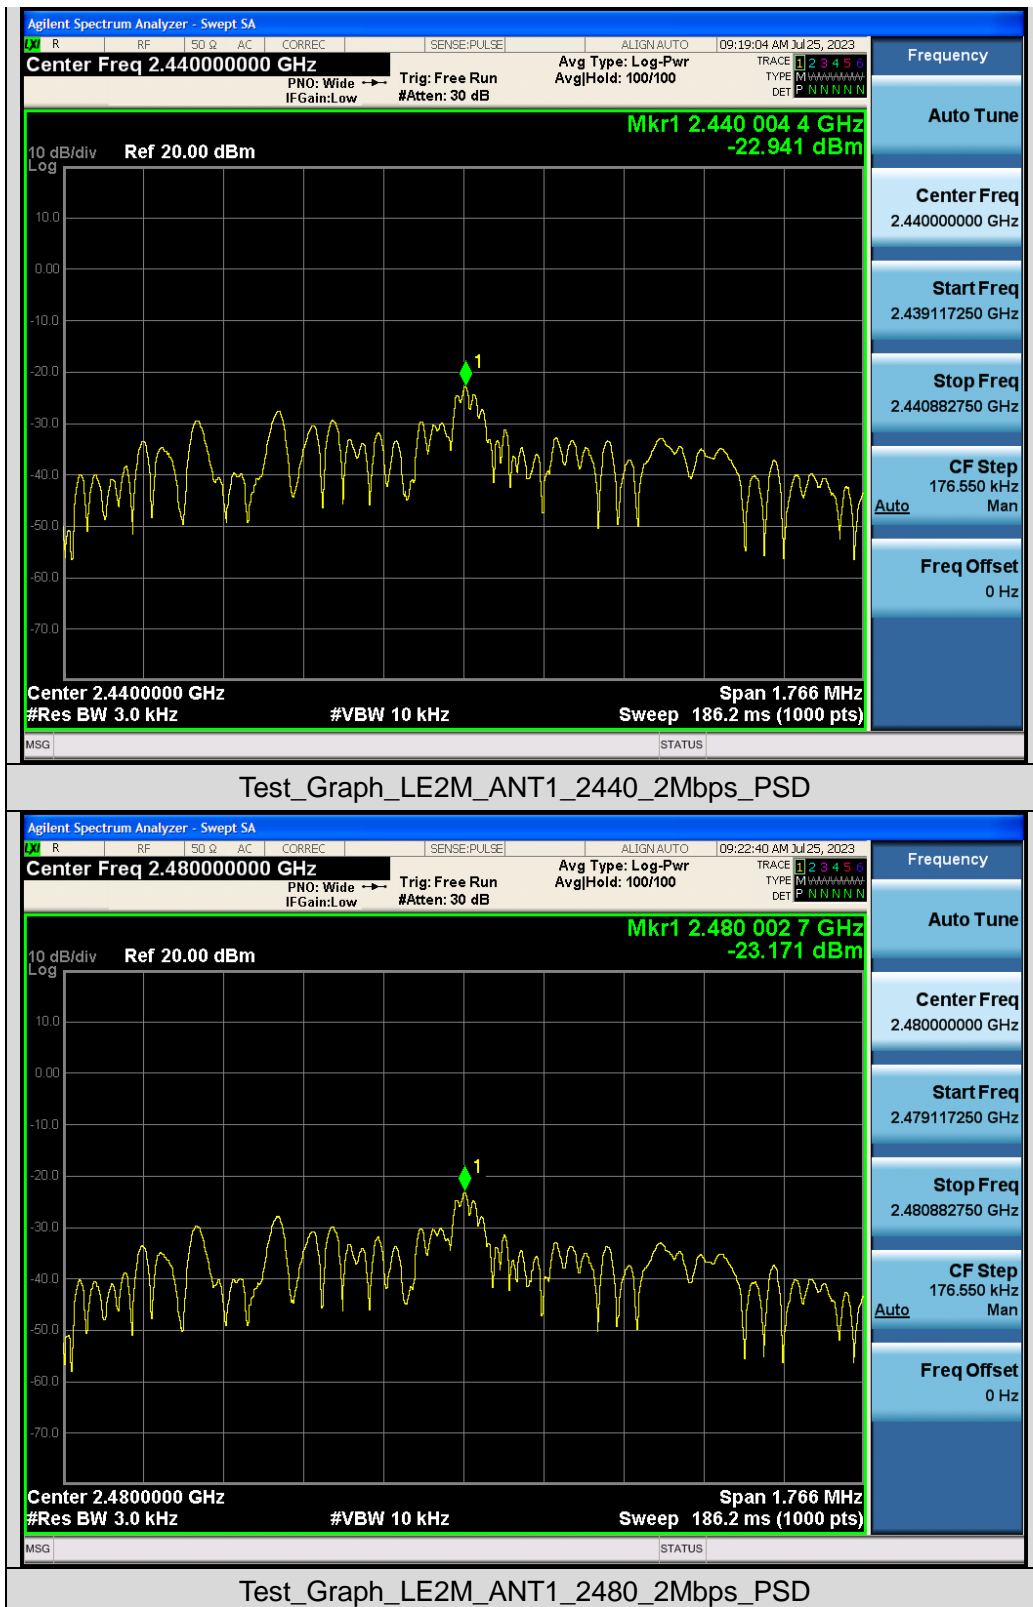 Agilent Spectrum Analyzer - Swept SA
LXI R RF 50 Ω AC CORREC SENSE:PULSE ALIGN AUTO 09:19:04 AM Jul 25, 2023
Center Freq 2.440000000 GHz
PNO: Wide
IFGain:Low
Trig: Free Run
#Atten: 30 dB
Avg Type: Log-Pwr
Avg|Hold: 100/100
TRACE 1 2 3 4 5 6
TYPE M
DET P N N N N N
Mkr1 2.440 004 4 GHz
-22.941 dBm
10 dB/div Ref 20.00 dBm
Log
10.0
0.00
-10.0
-20.0
-30.0
-40.0
-50.0
-60.0
-70.0
1
Center 2.4400000 GHz Span 1.766 MHz
#Res BW 3.0 kHz #VBW 10 kHz Sweep 186.2 ms (1000 pts)
MSG STATUS
Frequency
Auto Tune
Center Freq
2.440000000 GHz
Start Freq
2.439117250 GHz
Stop Freq
2.440882750 GHz
CF Step
176.550 kHz
Auto Man
Freq Offset
0 Hz
Test_Graph_LE2M_ANT1_2440_2Mbps_PSD
Agilent Spectrum Analyzer - Swept SA
LXI R RF 50 Ω AC CORREC SENSE:PULSE ALIGN AUTO 09:22:40 AM Jul 25, 2023
Center Freq 2.480000000 GHz
PNO: Wide
IFGain:Low
Trig: Free Run
#Atten: 30 dB
Avg Type: Log-Pwr
Avg|Hold: 100/100
TRACE 1 2 3 4 5 6
TYPE M
DET P N N N N N
Mkr1 2.480 002 7 GHz
-23.171 dBm
10 dB/div Ref 20.00 dBm
Log
10.0
0.00
-10.0
-20.0
-30.0
-40.0
-50.0
-60.0
-70.0
1
Center 2.4800000 GHz Span 1.766 MHz
#Res BW 3.0 kHz #VBW 10 kHz Sweep 186.2 ms (1000 pts)
MSG STATUS
Frequency
Auto Tune
Center Freq
2.480000000 GHz
Start Freq
2.479117250 GHz
Stop Freq
2.480882750 GHz
CF Step
176.550 kHz
Auto Man
Freq Offset
0 Hz
Test_Graph_LE2M_ANT1_2480_2Mbps_PSD